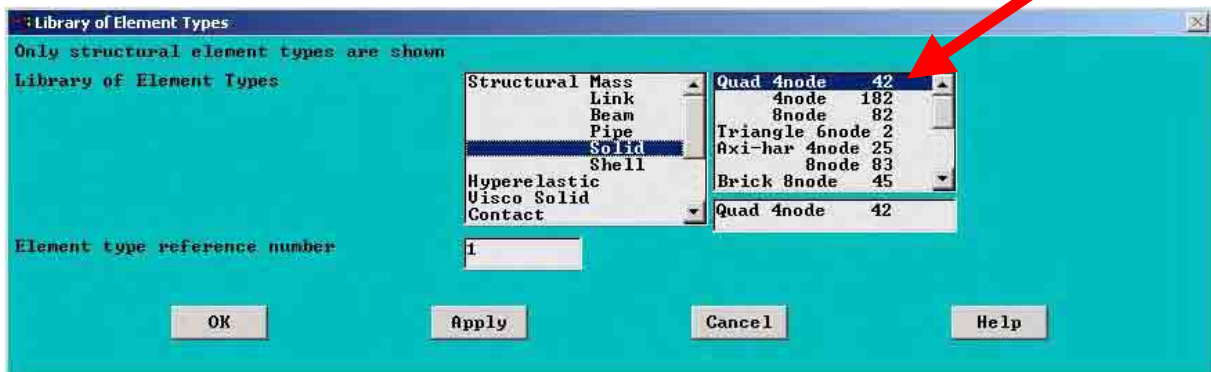 Library of Element Types
Only structural element types are shown
Library of Element Types
Structural Mass
Link
Beam
Pipe
Solid
Shell
Hyperelastic
Visco Solid
Contact
Quad 4node 42
4node 182
8node 82
Triangle 6node 2
Axi-har 4node 25
8node 83
Brick 8node 45
Quad 4node 42
Element type reference number
1
OK Apply Cancel Help